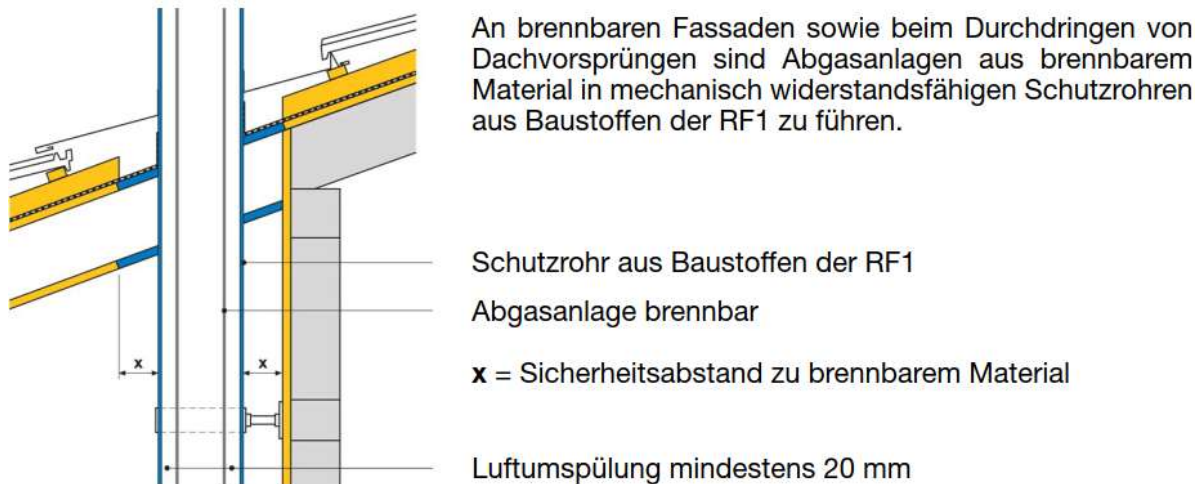 An brennbaren Fassaden sowie beim Durchdringen von
Dachvorsprüngen sind Abgasanlagen aus brennbarem
Material in mechanisch widerstandsfähigen Schutzrohren
aus Baustoffen der RF1 zu führen.
Schutzrohr aus Baustoffen der RF1
Abgasanlage brennbar
x x
x = Sicherheitsabstand zu brennbarem Material
Luftumspülung mindestens 20 mm